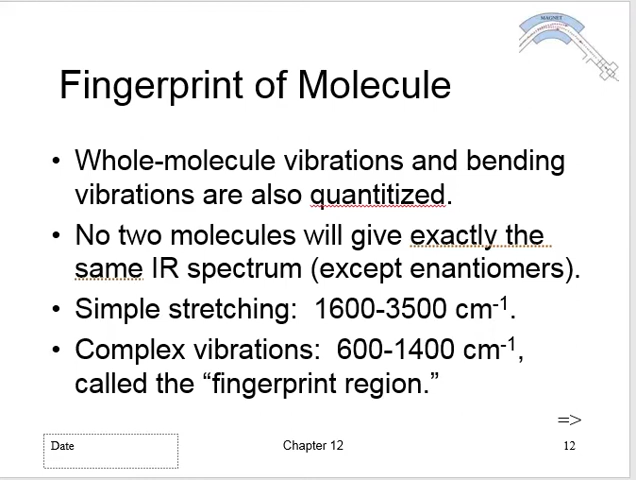 MAGNET
Fingerprint of Molecule
• Whole-molecule vibrations and bending
vibrations are also quantitized.
• No two molecules will give exactly the
same IR spectrum (except enantiomers).
• Simple stretching: 1600-3500 cm-1.
• Complex vibrations: 600-1400 cm-1,
called the “fingerprint region.”
=>
Date Chapter 12 12